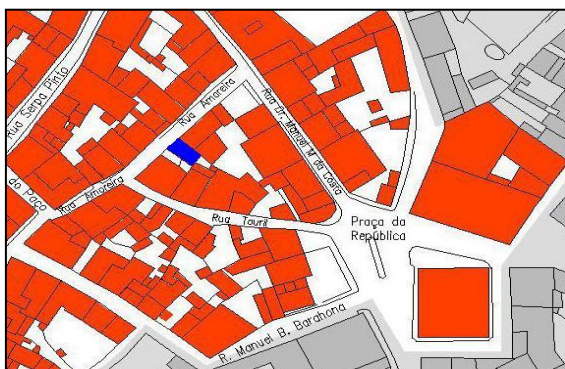 Rua Serpa Pinto
Rua Amoreira
Rua Dr. Manuel M da Costa
do Paço
Rua Amoreira
Rua Touril
Praça da
República
R. Manuel B. Barahona